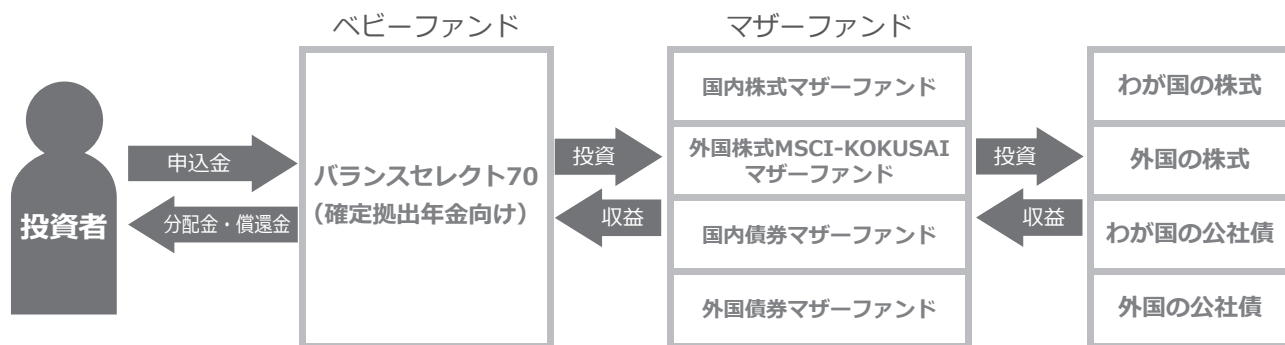 ベビーファンド
マザーファンド
投資者
申込金
分配金・償還金
バランスセレクト70
（確定拠出年金向け）
投資
収益
国内株式マザーファンド
外国株式MSCI-KOKUSAI
マザーファンド
国内債券マザーファンド
外国債券マザーファンド
投資
収益
わが国の株式
外国の株式
わが国の公社債
外国の公社債